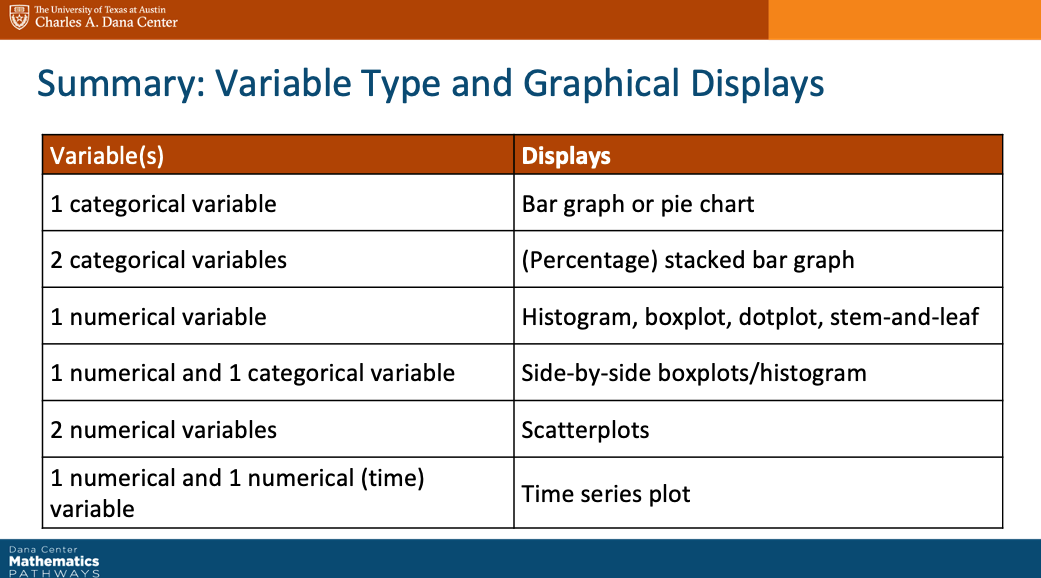 The University of Texas at Austin
Charles A. Dana Center
Summary: Variable Type and Graphical Displays
Variable(s)
Displays
1 categorical variable
Bar graph or pie chart
2 categorical variables
(Percentage) stacked bar graph
1 numerical variable
Histogram, boxplot, dotplot, stem-and-leaf
1 numerical and 1 categorical variable
Side-by-side boxplots/histogram
2 numerical variables
Scatterplots
1 numerical and 1 numerical (time)
variable
Time series plot
Dana Center
Mathematics
PATHWAYS